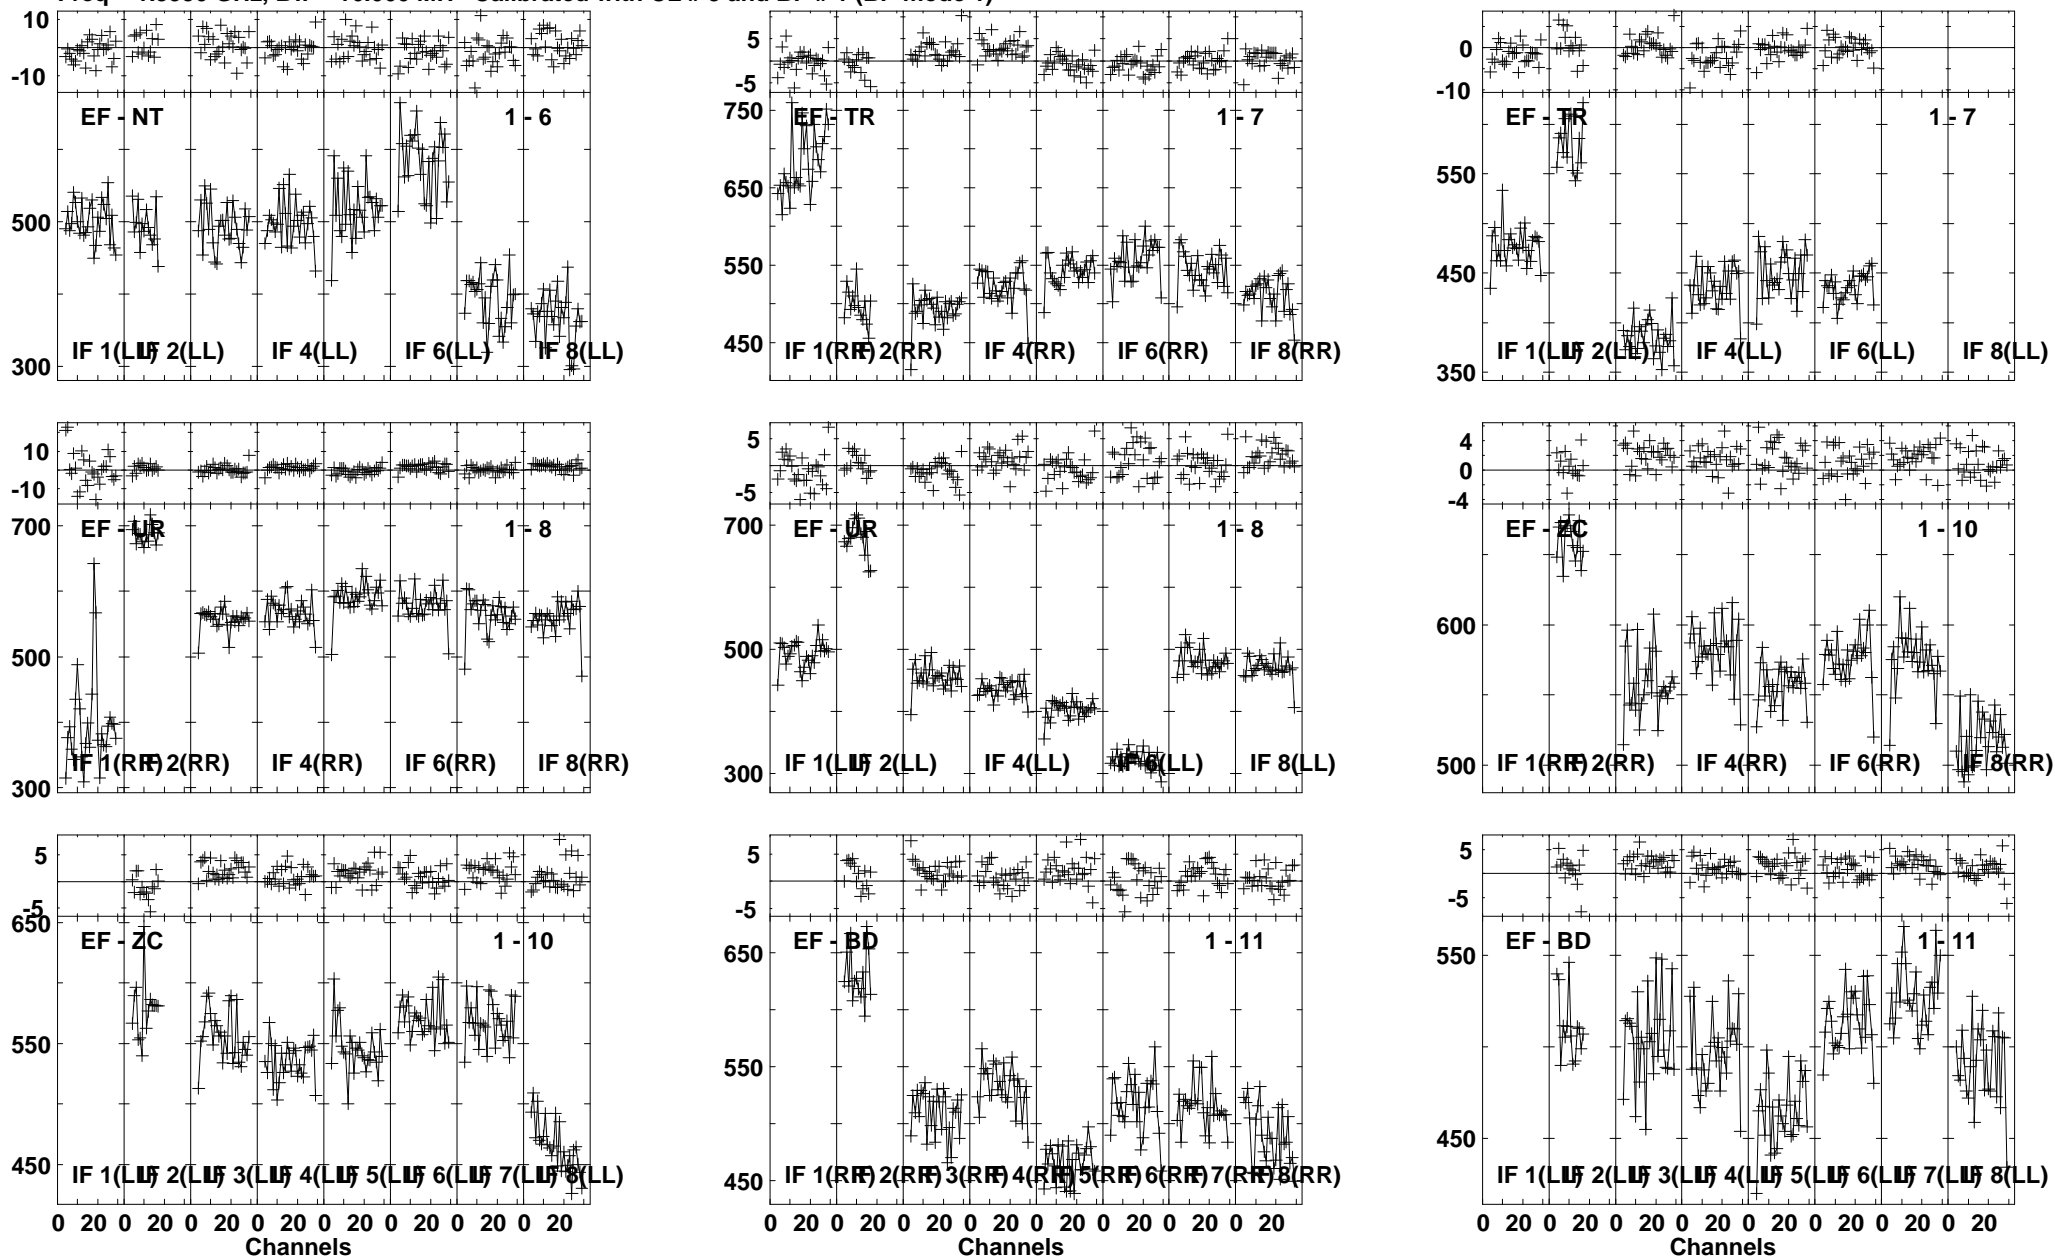 10
-10
EF - NT
1 - 6
500
300
IF 1(LL) IF 2(LL) IF 4(LL) IF 6(LL) IF 8(LL)
5
-5
EF - TR
1 - 7
750
650
550
450
IF 1(RR) IF 2(RR) IF 4(RR) IF 6(RR) IF 8(RR)
0
-10
EF - TR
1 - 7
550
450
350
IF 1(LL) IF 2(LL) IF 4(LL) IF 6(LL) IF 8(LL)
10
-10
EF - UR
1 - 8
700
500
300
IF 1(RR) IF 2(RR) IF 4(RR) IF 6(RR) IF 8(RR)
5
-5
EF - UR
1 - 8
700
500
300
IF 1(LL) IF 2(LL) IF 4(LL) IF 6(LL) IF 8(LL)
4
0
-4
EF - ZC
1 - 10
600
500
IF 1(RR) IF 2(RR) IF 4(RR) IF 6(RR) IF 8(RR)
5
-5
EF - ZC
1 - 10
650
550
450
IF 1(LL) IF 2(LL) IF 3(LL) IF 4(LL) IF 5(LL) IF 6(LL) IF 7(LL) IF 8(LL)
0 20 0 20 0 20 0 20 0 20 0 20 0 20 0 20
Channels
5
-5
EF - BD
1 - 11
650
550
450
IF 1(RR) IF 2(RR) IF 3(RR) IF 4(RR) IF 5(RR) IF 6(RR) IF 7(RR) IF 8(RR)
0 20 0 20 0 20 0 20 0 20 0 20 0 20 0 20
Channels
5
-5
EF - BD
1 - 11
550
450
IF 1(LL) IF 2(LL) IF 3(LL) IF 4(LL) IF 5(LL) IF 6(LL) IF 7(LL) IF 8(LL)
0 20 0 20 0 20 0 20 0 20 0 20 0 20 0 20
Channels